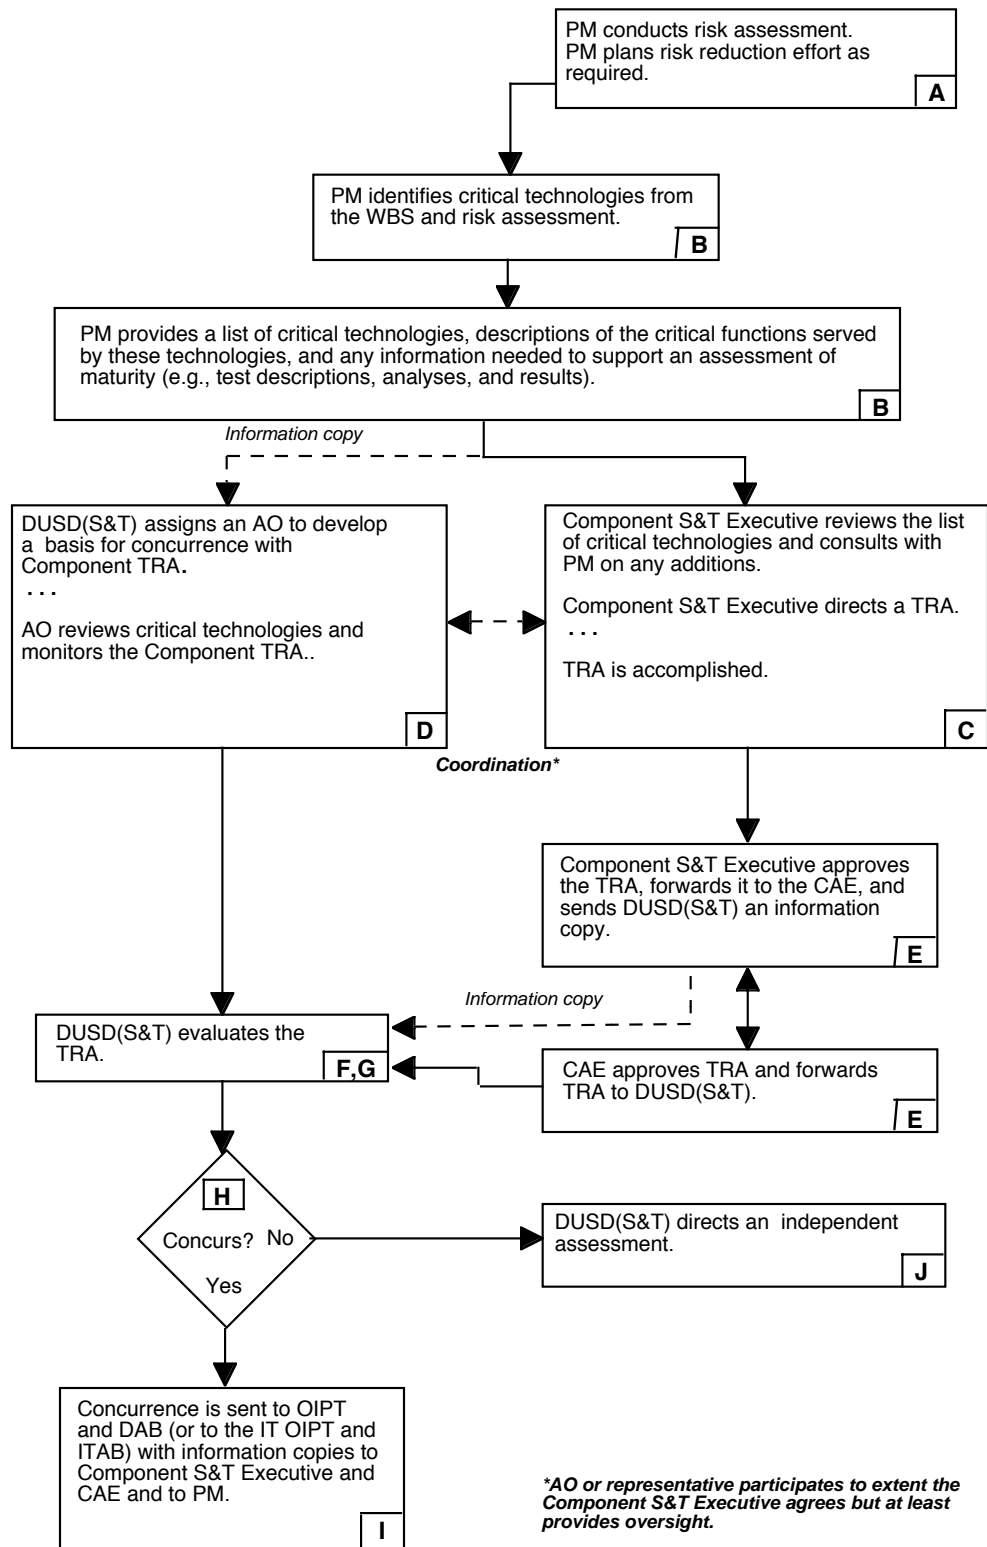 PM conducts risk assessment.
PM plans risk reduction effort as
required.
A
PM identifies critical technologies from
the WBS and risk assessment.
B
PM provides a list of critical technologies, descriptions of the critical functions served
by these technologies, and any information needed to support an assessment of
maturity (e.g., test descriptions, analyses, and results).
B
Information copy
DUSD(S&T) assigns an AO to develop
a basis for concurrence with
Component TRA.
. . .
AO reviews critical technologies and
monitors the Component TRA..
D
Component S&T Executive reviews the list
of critical technologies and consults with
PM on any additions.
Component S&T Executive directs a TRA.
. . .
TRA is accomplished.
C
Coordination*
Component S&T Executive approves
the TRA, forwards it to the CAE, and
sends DUSD(S&T) an information
copy.
E
Information copy
DUSD(S&T) evaluates the
TRA.
F,G
CAE approves TRA and forwards
TRA to DUSD(S&T).
E
H
Concurs? No
Yes
DUSD(S&T) directs an independent
assessment.
J
Concurrence is sent to OIPT
and DAB (or to the IT OIPT and
ITAB) with information copies to
Component S&T Executive and
CAE and to PM.
I
*AO or representative participates to extent the
Component S&T Executive agrees but at least
provides oversight.